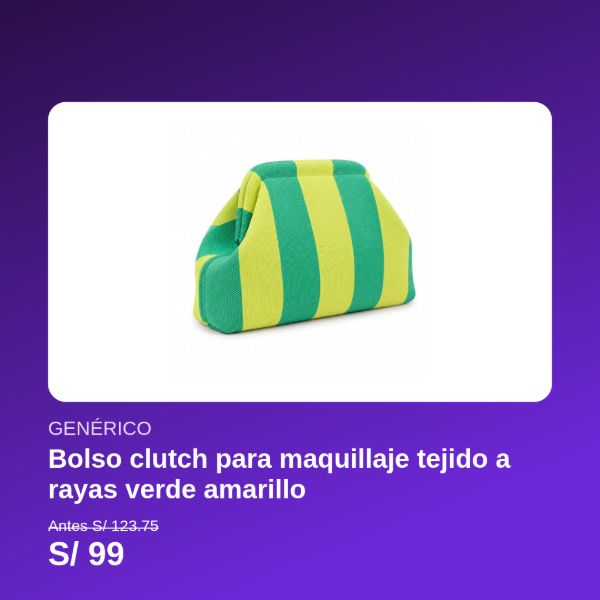 GENÉRICO
Bolso clutch para maquillaje tejido a
rayas verde amarillo
Antes S/ 123.75
S/ 99